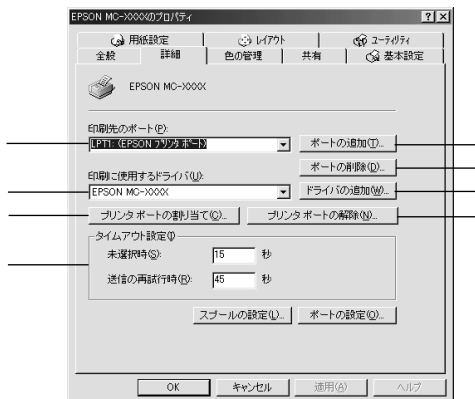 EPSON MC-XXXXのプロパティ
用紙設定 レイアウト ユーティリティ
全般 詳細 色の管理 共有 基本設定
EPSON MC-XXXX
印刷先のポート(P):
LPT1: (EPSON プリンタ ポート) ポートの追加(T)...
ポートの削除(D)...
印刷に使用するドライバ(U):
EPSON MC-XXXX ドライバの追加(W)...
プリンタ ポートの割り当て(C)... プリンタ ポートの解除(N)...
タイムアウト設定(I)
未選択時(S): 15 秒
送信の再試行時(R): 45 秒
スプールの設定(L)... ポートの設定(O)...
OK キャンセル 適用(A) ヘルプ